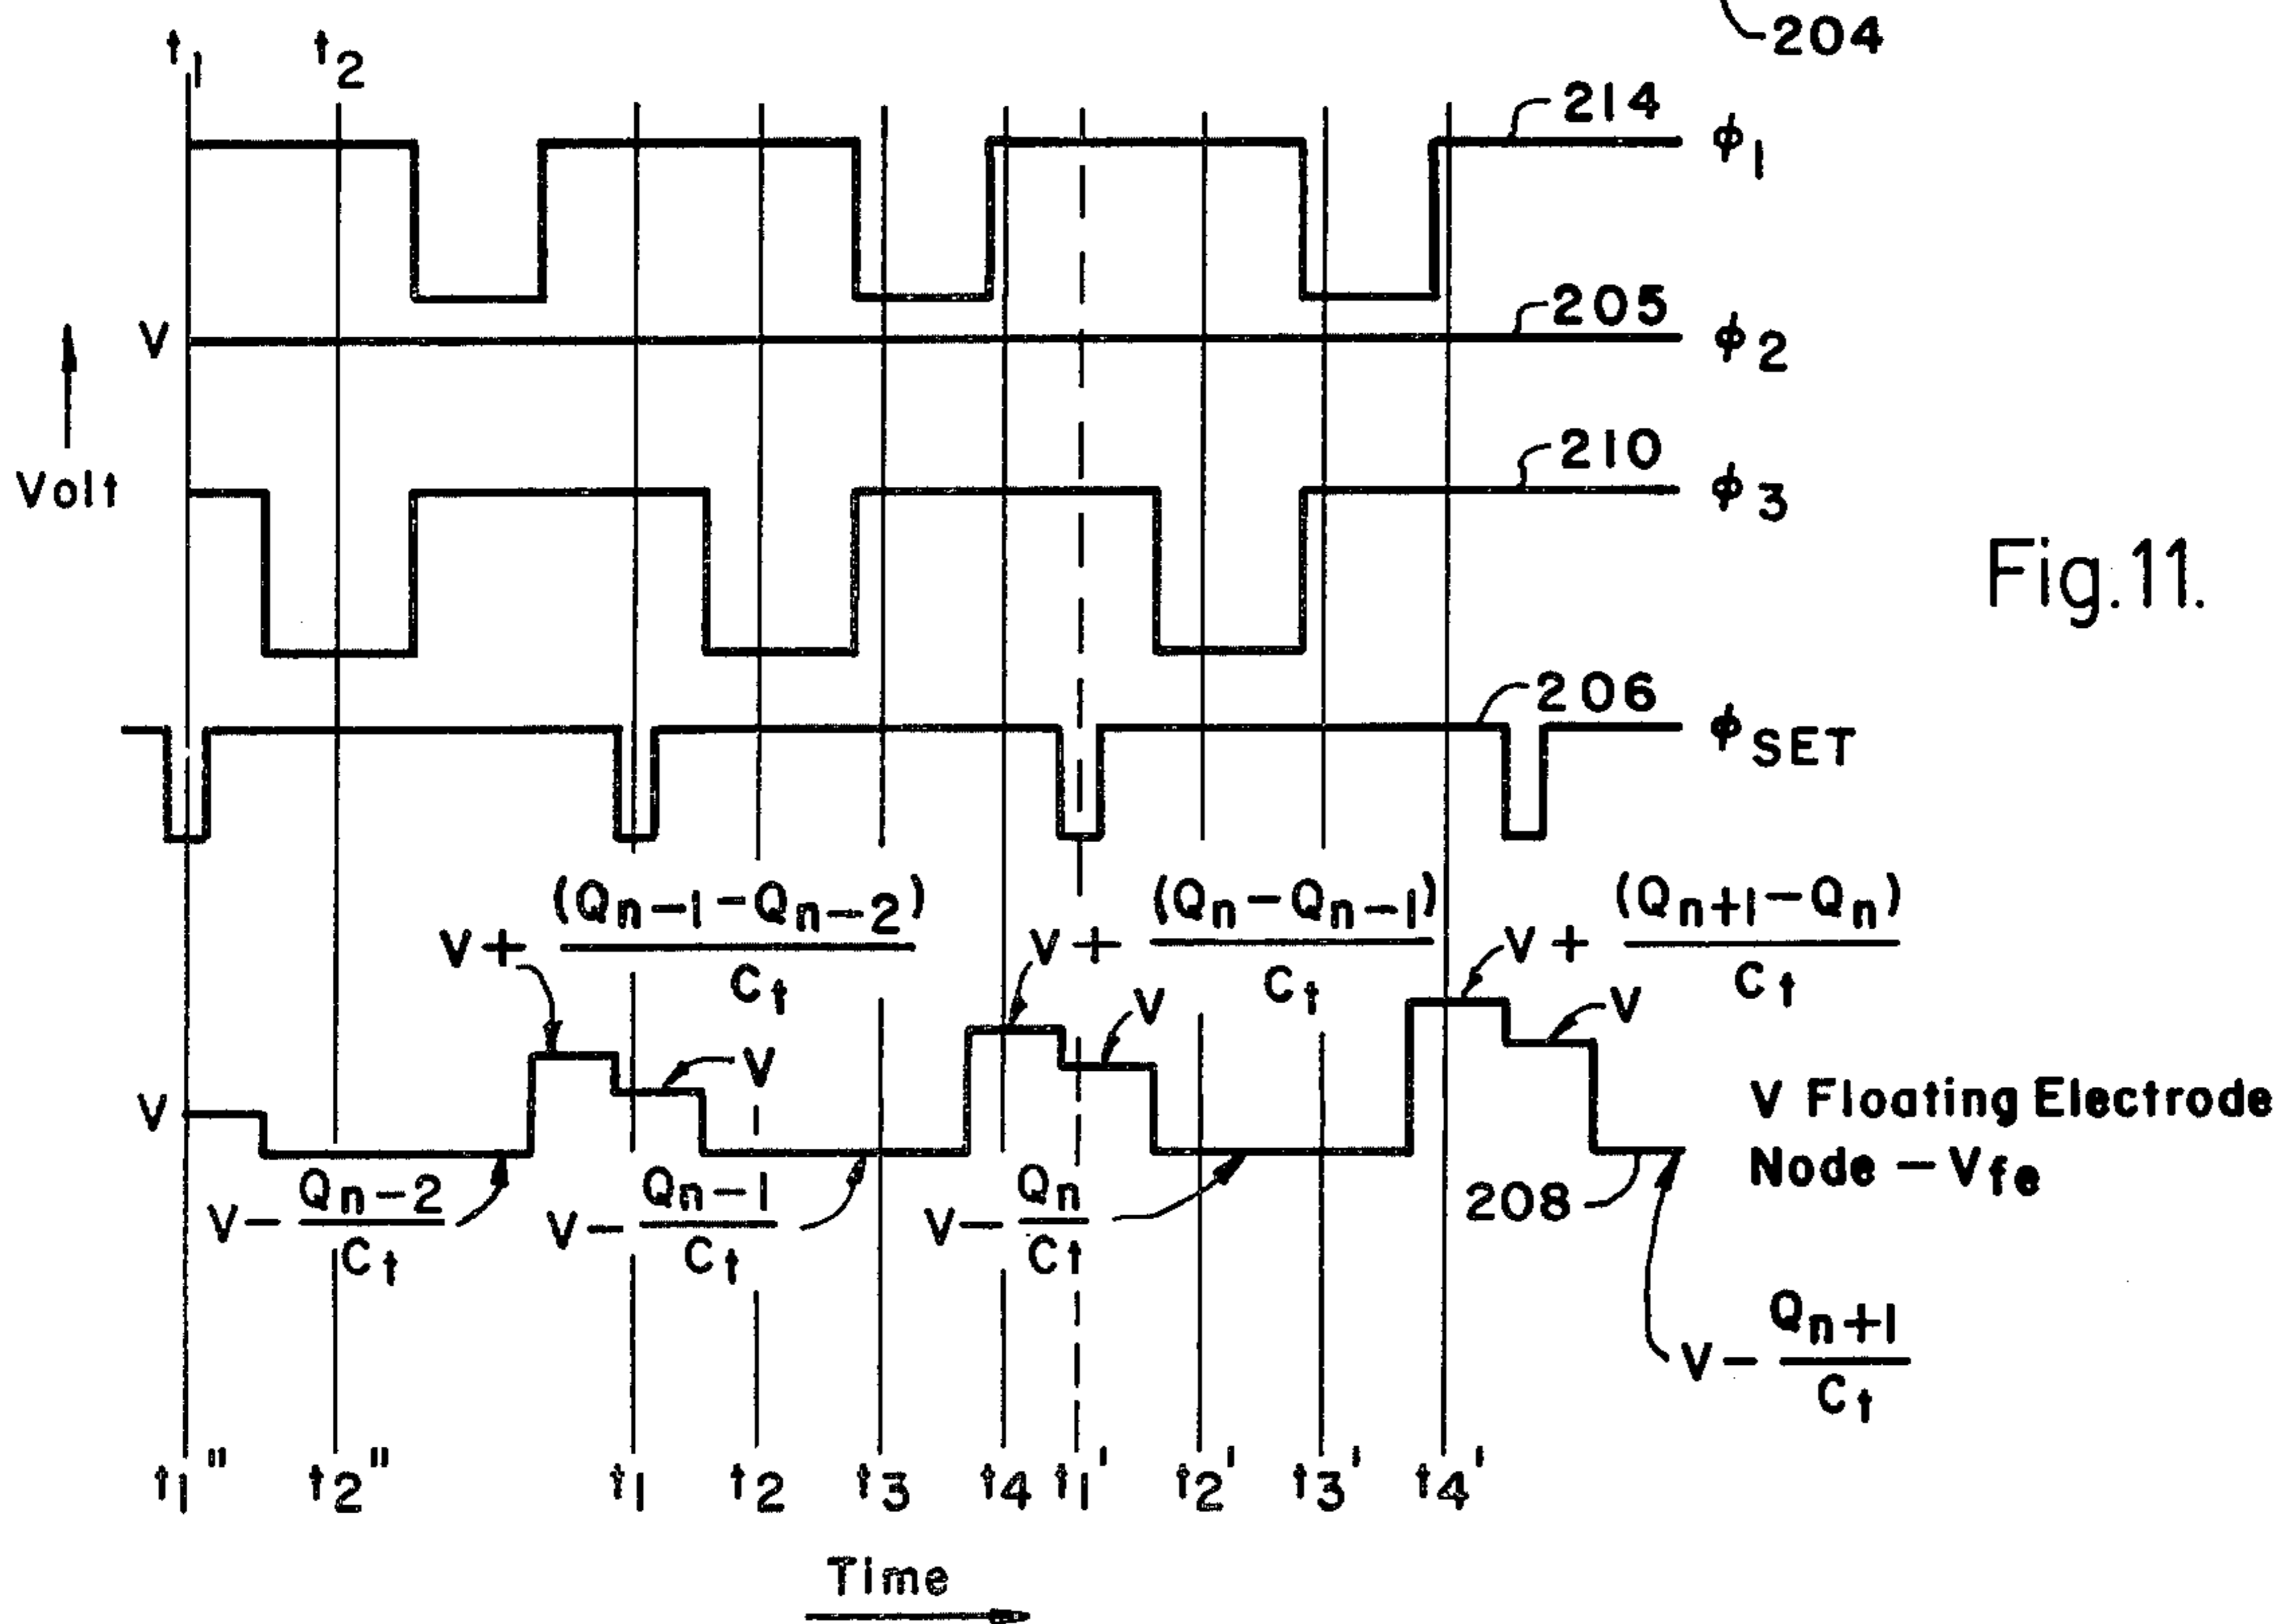 204
t1 t2
214 ϕ1
V 205 ϕ2
Volt
210 ϕ3
Fig.11.
206 ϕSET
V+ (Qn-1-Qn-2)/Ct
V+ (Qn-Qn-1)/Ct
V+ (Qn+1-Qn)/Ct
V
V
V
V
V Floating Electrode
Node - Vfe
208
V- Qn-2/Ct
V- Qn-1/Ct
V- Qn/Ct
V- Qn+1/Ct
t1" t2" t1 t2 t3 t4 t1' t2' t3' t4'
Time